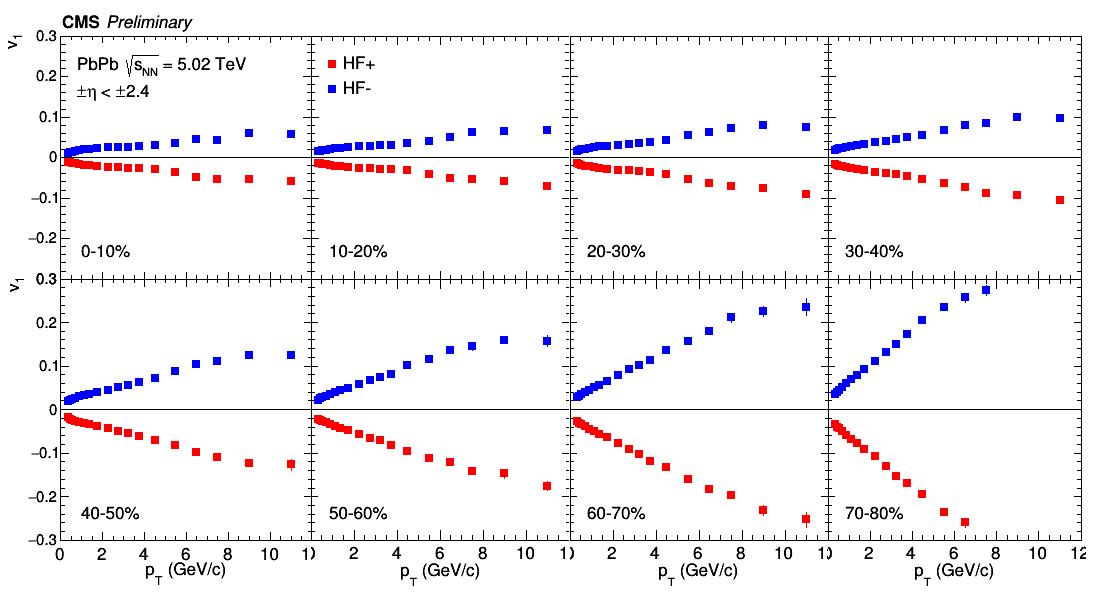 CMS Preliminary
v1
0.3
0.2
0.1
0
−0.1
−0.2
PbPb √sNN = 5.02 TeV
±η < ±2.4
HF+
HF-
0-10%
10-20%
20-30%
30-40%
v1
0.3
0.2
0.1
0
−0.1
−0.2
−0.3
40-50%
50-60%
60-70%
70-80%
0 2 4 6 8 10 1 2 4 6 8 10 1 2 4 6 8 10 1 2 4 6 8 10 12
pT (GeV/c) pT (GeV/c) pT (GeV/c) pT (GeV/c)